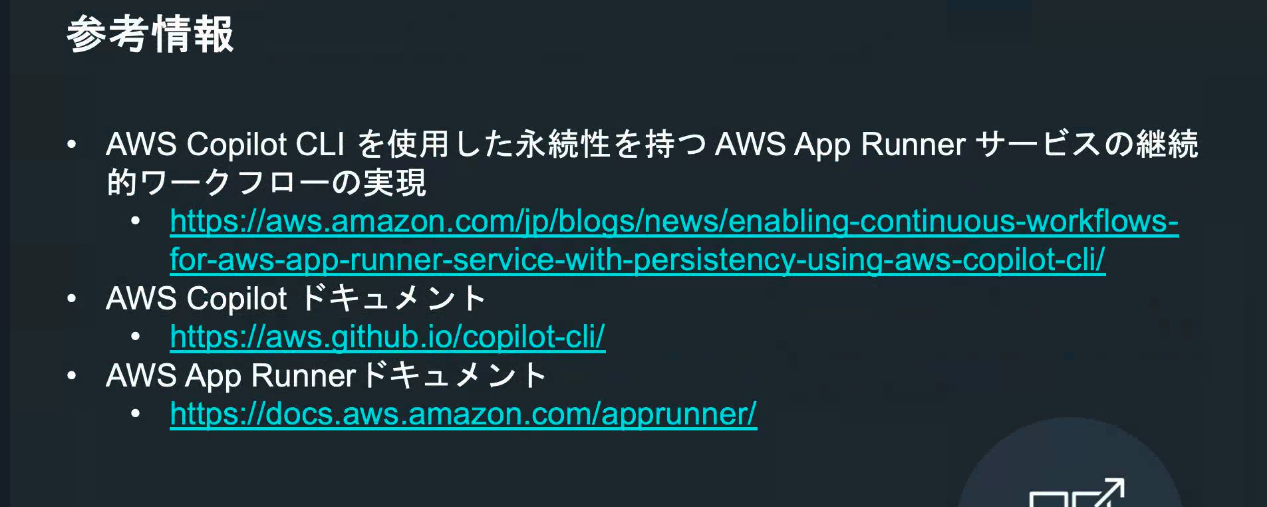 参考情報
• AWS Copilot CLI を使用した永続性を持つ AWS App Runner サービスの継続
的ワークフローの実現
• https://aws.amazon.com/jp/blogs/news/enabling-continuous-workflows-
for-aws-app-runner-service-with-persistency-using-aws-copilot-cli/
• AWS Copilot ドキュメント
• https://aws.github.io/copilot-cli/
• AWS App Runnerドキュメント
• https://docs.aws.amazon.com/apprunner/